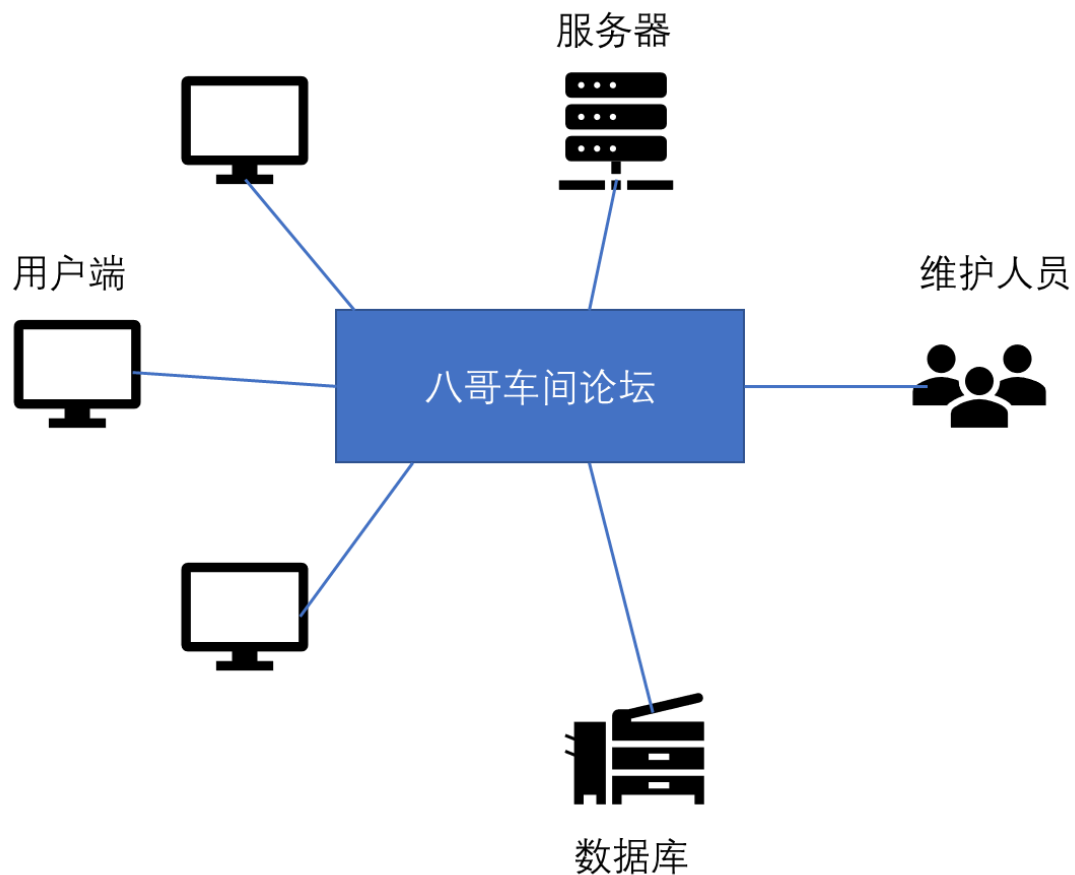 服务器
用户端
维护人员
八哥车间论坛
数据库